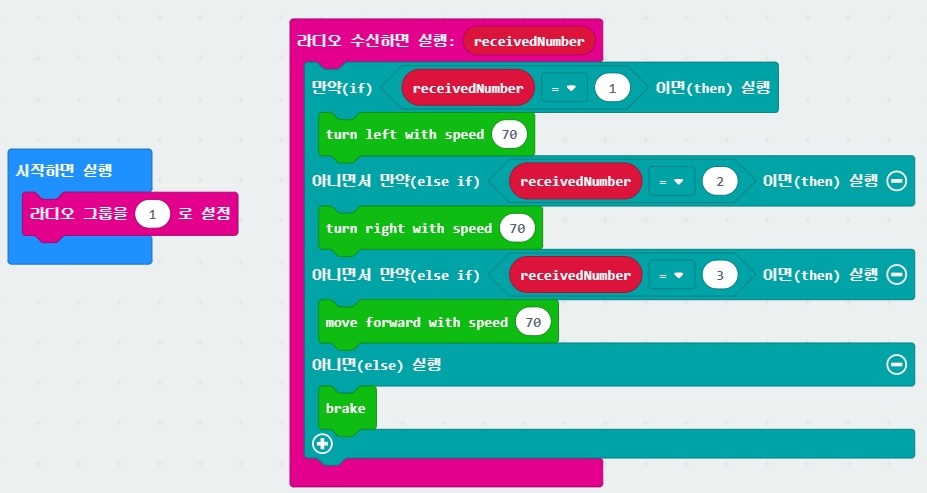 시작하면 실행
라디오 그룹을 1 로 설정
라디오 수신하면 실행: receivedNumber
만약(if) receivedNumber = 1 이면(then) 실행
turn left with speed 70
아니면서 만약(else if) receivedNumber = 2 이면(then) 실행
turn right with speed 70
아니면서 만약(else if) receivedNumber = 3 이면(then) 실행
move forward with speed 70
아니면(else) 실행
brake